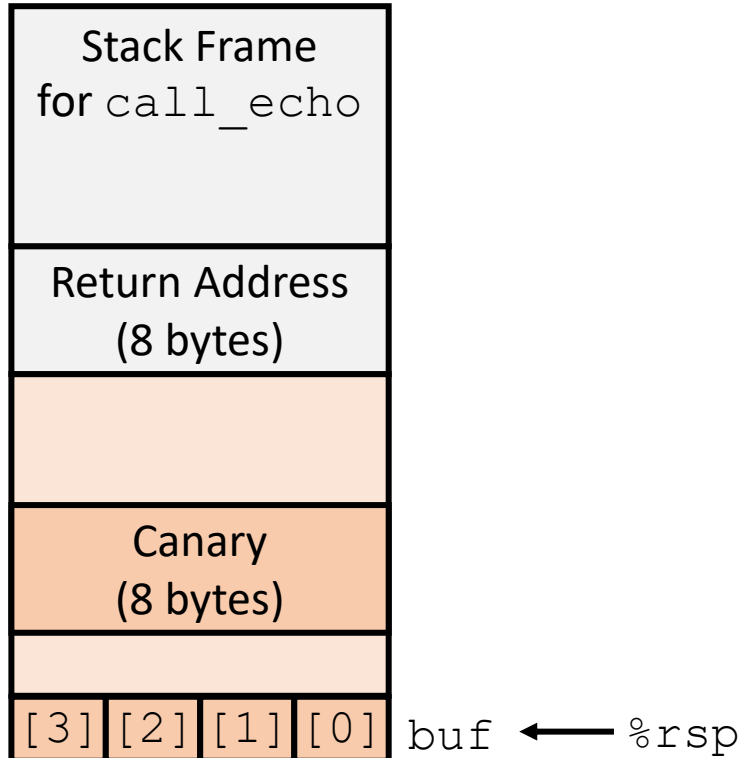 Stack Frame
for call_echo
Return Address
(8 bytes)
Canary
(8 bytes)
[3] [2] [1] [0] buf %rsp